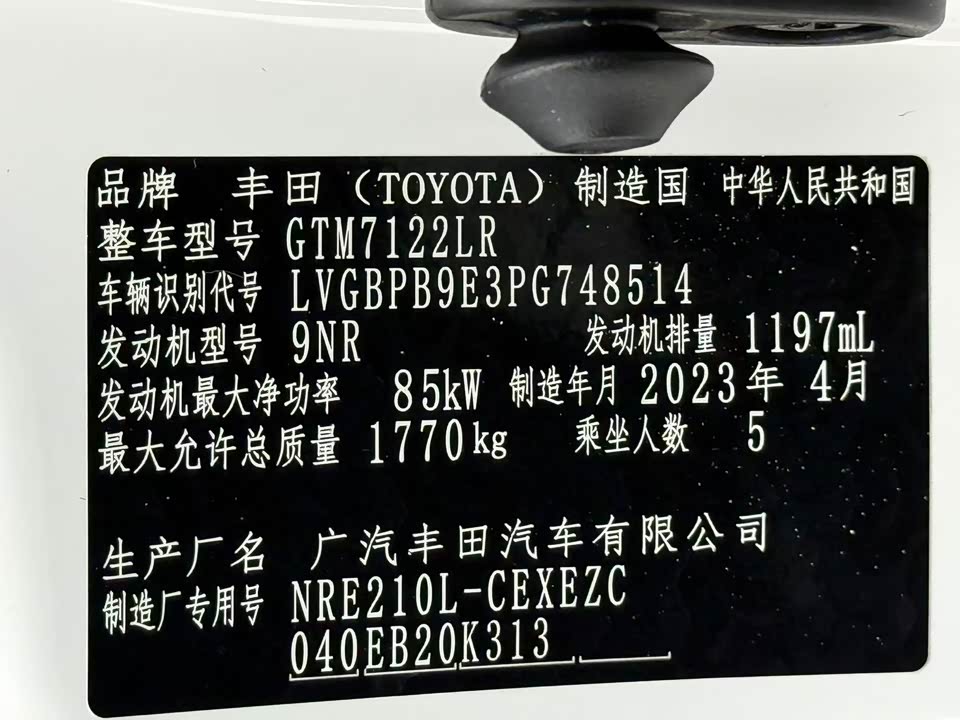 品牌 丰田（TOYOTA）制造国 中华人民共和国
整车型号 GTM7122LR
车辆识别代号 LVGBPB9E3PG748514
发动机型号 9NR 发动机排量 1197mL
发动机最大净功率 85kW 制造年月 2023年 4月
最大允许总质量 1770kg 乘坐人数 5
生产厂名 广汽丰田汽车有限公司
制造厂专用号 NRE210L-CEXEZC
040EB20K313